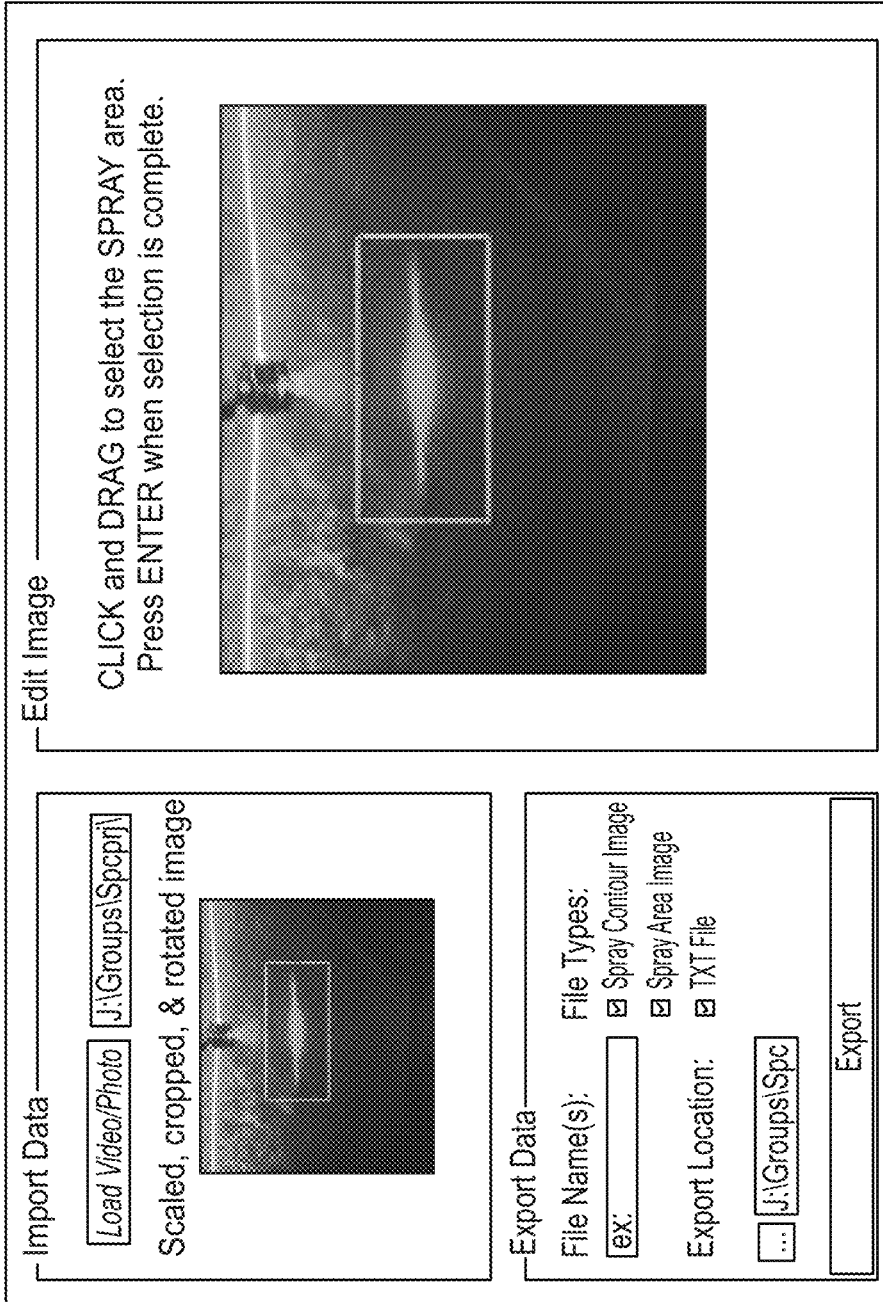 Import Data
Load Video/Photo
J:\Groups\Spcprj\
Scaled, cropped, & rotated image
Export Data
File Name(s):
ex:
File Types:
Spray Contour Image
Spray Area Image
TXT File
Export Location:
...
J:\Groups\Spc
Export
Edit Image
CLICK and DRAG to select the SPRAY area.
Press ENTER when selection is complete.